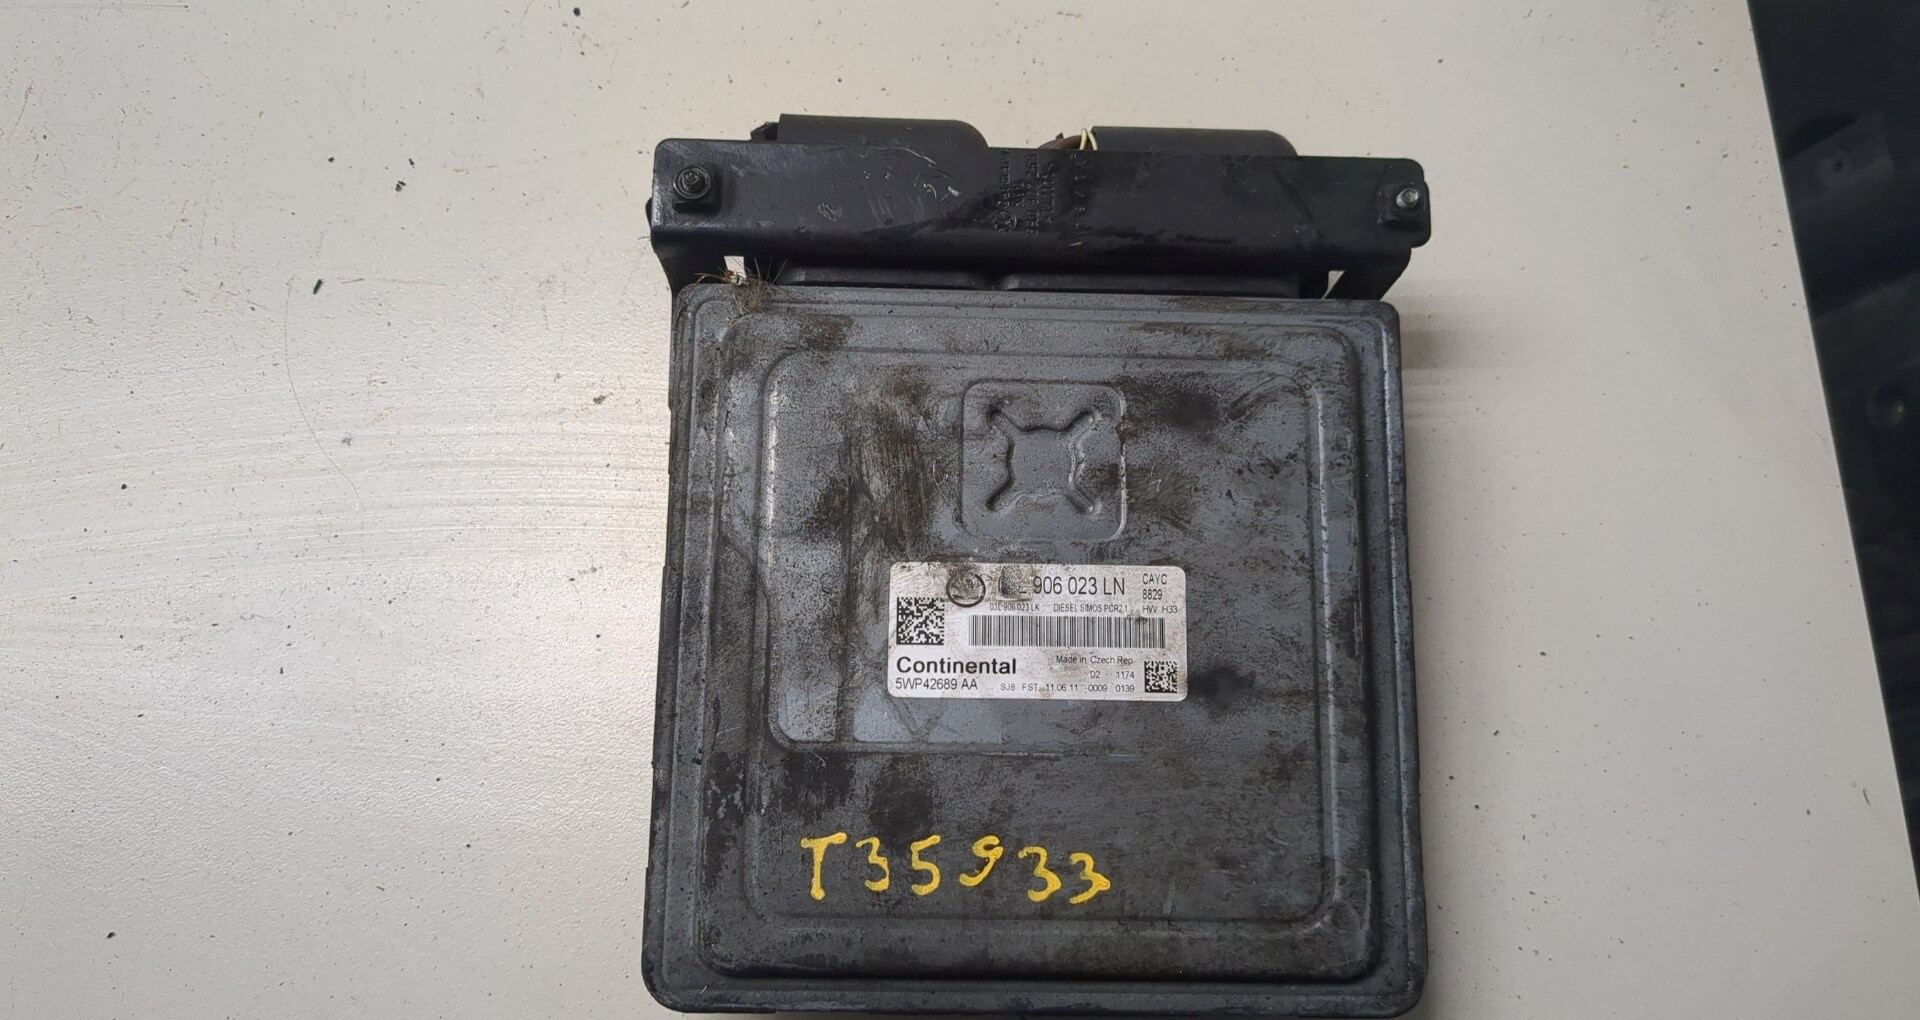 906 023 LN
CAYC
8829
03L 906 023 LK DIESEL SIMOS PCR2.1 HW H33
Continental
Made in Czech Rep
5WP42689 AA
02 1174
SJ8 FST 11 06 11 0009 0139
T35933